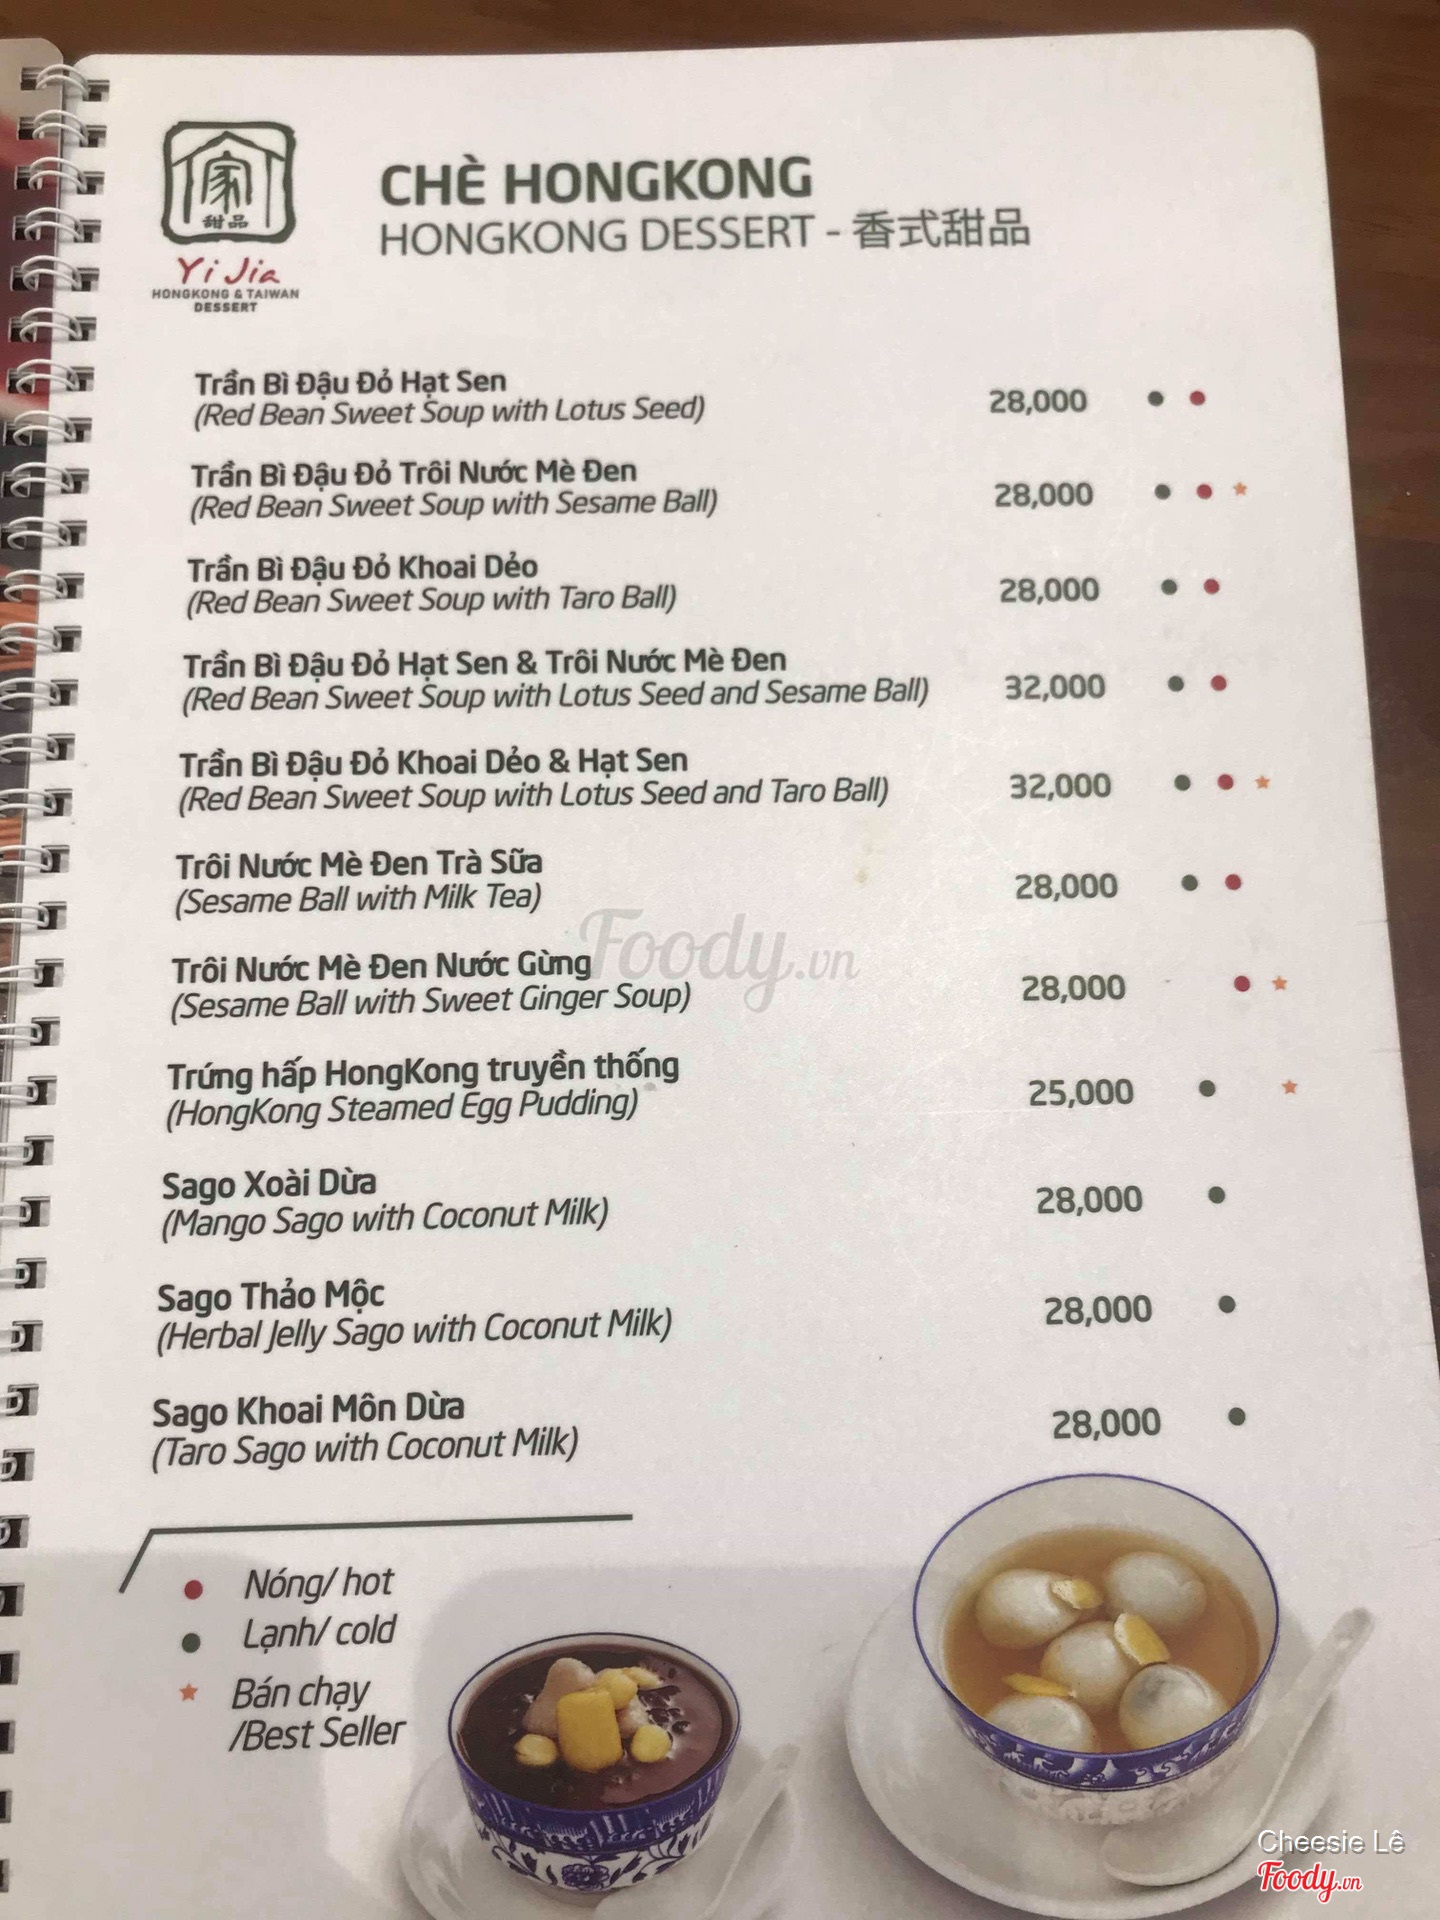 家
甜品
Yi Jia
HONGKONG & TAIWAN
DESSERT
CHÈ HONGKONG
HONGKONG DESSERT - 香式甜品
Trần Bì Đậu Đỏ Hạt Sen
(Red Bean Sweet Soup with Lotus Seed) 28,000
Trần Bì Đậu Đỏ Trôi Nước Mè Đen
(Red Bean Sweet Soup with Sesame Ball) 28,000
Trần Bì Đậu Đỏ Khoai Dẻo
(Red Bean Sweet Soup with Taro Ball) 28,000
Trần Bì Đậu Đỏ Hạt Sen & Trôi Nước Mè Đen
(Red Bean Sweet Soup with Lotus Seed and Sesame Ball) 32,000
Trần Bì Đậu Đỏ Khoai Dẻo & Hạt Sen
(Red Bean Sweet Soup with Lotus Seed and Taro Ball) 32,000
Trôi Nước Mè Đen Trà Sữa
(Sesame Ball with Milk Tea) 28,000
Trôi Nước Mè Đen Nước Gừng
(Sesame Ball with Sweet Ginger Soup) 28,000
Foody.vn
Trứng hấp HongKong truyền thống
(HongKong Steamed Egg Pudding) 25,000
Sago Xoài Dừa
(Mango Sago with Coconut Milk) 28,000
Sago Thảo Mộc
(Herbal Jelly Sago with Coconut Milk) 28,000
Sago Khoai Môn Dừa
(Taro Sago with Coconut Milk) 28,000
Nóng/ hot
Lạnh/ cold
Bán chạy
/Best Seller
Cheesie Lê
Foody.vn